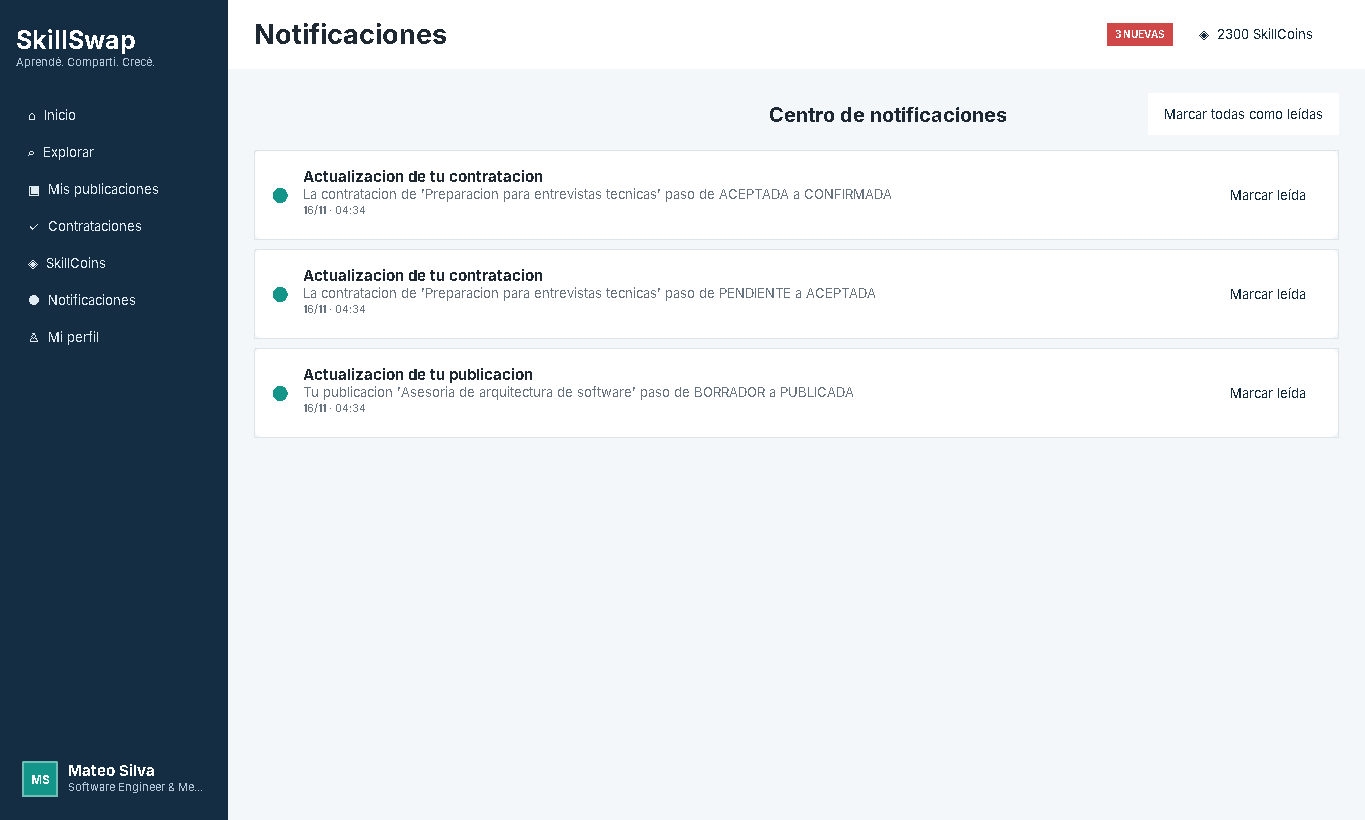 SkillSwap
Aprendé. Compartí. Crecé.
Inicio
Explorar
Mis publicaciones
Contrataciones
SkillCoins
Notificaciones
Mi perfil
MS
Mateo Silva
Software Engineer & Me...
Notificaciones
3 NUEVAS
2300 SkillCoins
Centro de notificaciones
Marcar todas como leídas
Actualizacion de tu contratacion
La contratacion de 'Preparacion para entrevistas tecnicas' paso de ACEPTADA a CONFIRMADA
16/11 · 04:34
Marcar leída
Actualizacion de tu contratacion
La contratacion de 'Preparacion para entrevistas tecnicas' paso de PENDIENTE a ACEPTADA
16/11 · 04:34
Marcar leída
Actualizacion de tu publicacion
Tu publicacion 'Asesoria de arquitectura de software' paso de BORRADOR a PUBLICADA
16/11 · 04:34
Marcar leída